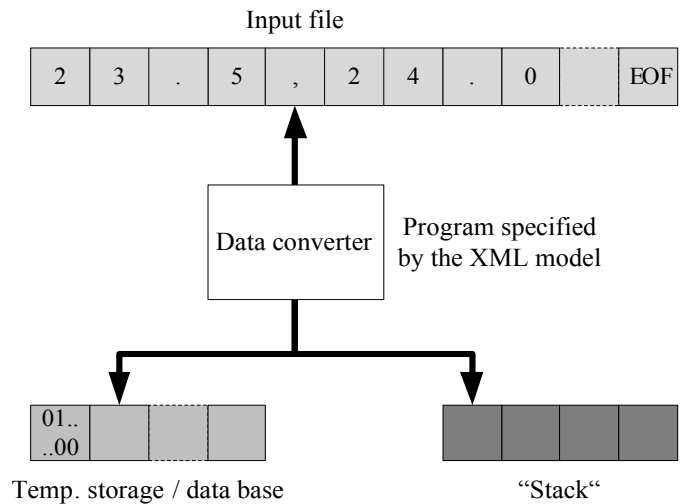 Input file
2 3 . 5 , 2 4 . 0 EOF
Data converter
Program specified
by the XML model
01..
..00
Temp. storage / data base
“Stack“